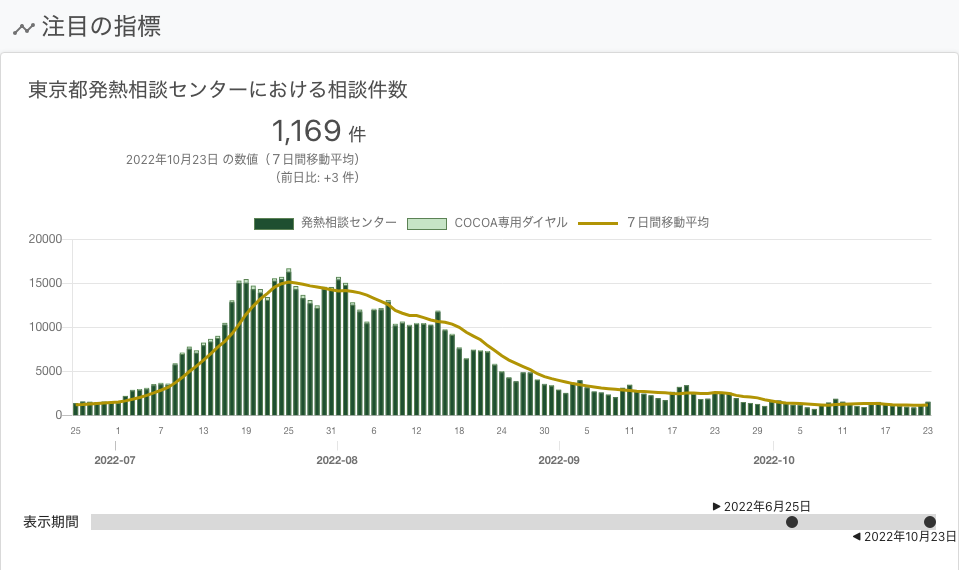 注目の指標
東京都発熱相談センターにおける相談件数
1,169 件
2022年10月23日 の数値（７日間移動平均）
（前日比: +3 件）
発熱相談センター COCOA専用ダイヤル ７日間移動平均
20000
15000
10000
5000
0
25 1 7 13 19 25 31 6 12 18 24 30 5 11 17 23 29 5 11 17 23
2022-07 2022-08 2022-09 2022-10
2022年6月25日
表示期間
2022年10月23日